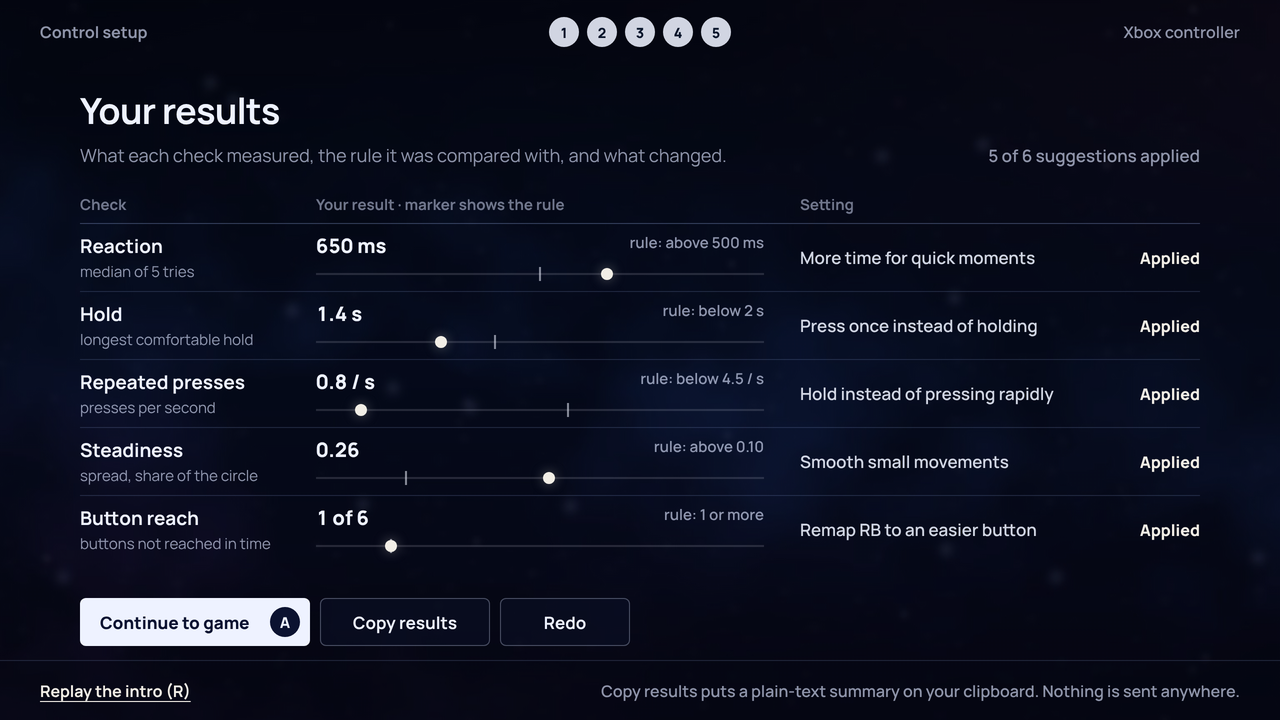 Control setup
1 2 3 4 5
Xbox controller
Your results
What each check measured, the rule it was compared with, and what changed.
5 of 6 suggestions applied
Check
Your result · marker shows the rule
Setting
Reaction
median of 5 tries
650 ms
rule: above 500 ms
More time for quick moments
Applied
Hold
longest comfortable hold
1.4 s
rule: below 2 s
Press once instead of holding
Applied
Repeated presses
presses per second
0.8 / s
rule: below 4.5 / s
Hold instead of pressing rapidly
Applied
Steadiness
spread, share of the circle
0.26
rule: above 0.10
Smooth small movements
Applied
Button reach
buttons not reached in time
1 of 6
rule: 1 or more
Remap RB to an easier button
Applied
Continue to game A
Copy results
Redo
Replay the intro (R)
Copy results puts a plain-text summary on your clipboard. Nothing is sent anywhere.